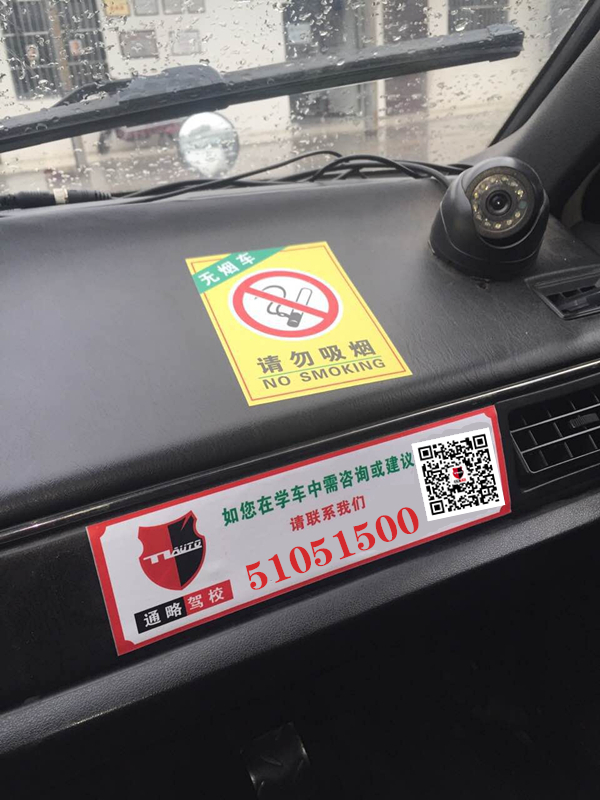 无烟车
请勿吸烟
NO SMOKING
如您在学车中需咨询或建议
请联系我们
51051500
TL AUTO
通略驾校